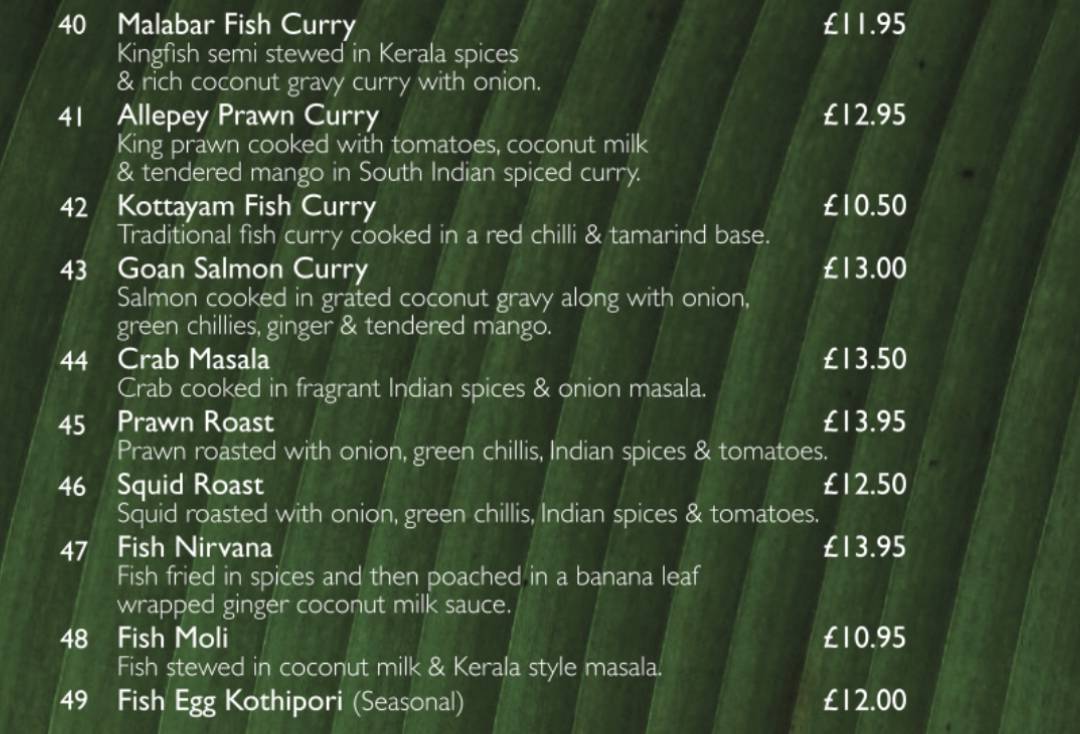 40 Malabar Fish Curry £11.95
Kingfish semi stewed in Kerala spices
& rich coconut gravy curry with onion.
41 Allepey Prawn Curry £12.95
King prawn cooked with tomatoes, coconut milk
& tendered mango in South Indian spiced curry.
42 Kottayam Fish Curry £10.50
Traditional fish curry cooked in a red chilli & tamarind base.
43 Goan Salmon Curry £13.00
Salmon cooked in grated coconut gravy along with onion,
green chillies, ginger & tendered mango.
44 Crab Masala £13.50
Crab cooked in fragrant Indian spices & onion masala.
45 Prawn Roast £13.95
Prawn roasted with onion, green chillis, Indian spices & tomatoes.
46 Squid Roast £12.50
Squid roasted with onion, green chillis, Indian spices & tomatoes.
47 Fish Nirvana £13.95
Fish fried in spices and then poached in a banana leaf
wrapped ginger coconut milk sauce.
48 Fish Moli £10.95
Fish stewed in coconut milk & Kerala style masala.
49 Fish Egg Kothipori (Seasonal) £12.00